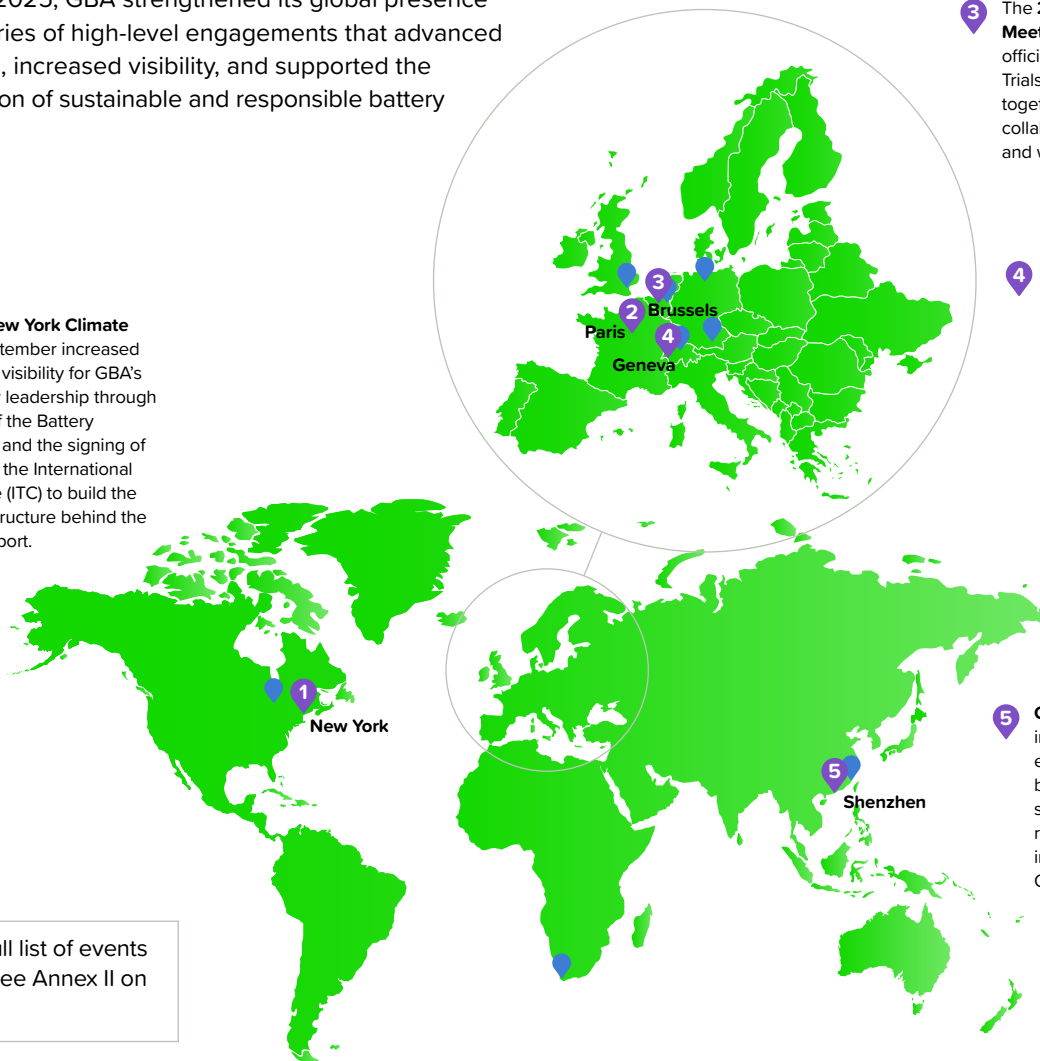 2025, GBA strengthened its global presence
ries of high-level engagements that advanced
, increased visibility, and supported the
on of sustainable and responsible battery
ew York Climate
tember increased
visibility for GBA's
leadership through
f the Battery
and the signing of
the International
(ITC) to build the
ructure behind the
port.
3
The
Meet
offici
Trials
toget
colla
and w
4
3
Brussels
2
Paris
4
Geneva
1
New York
5
Shenzhen
5
ull list of events
ee Annex II on